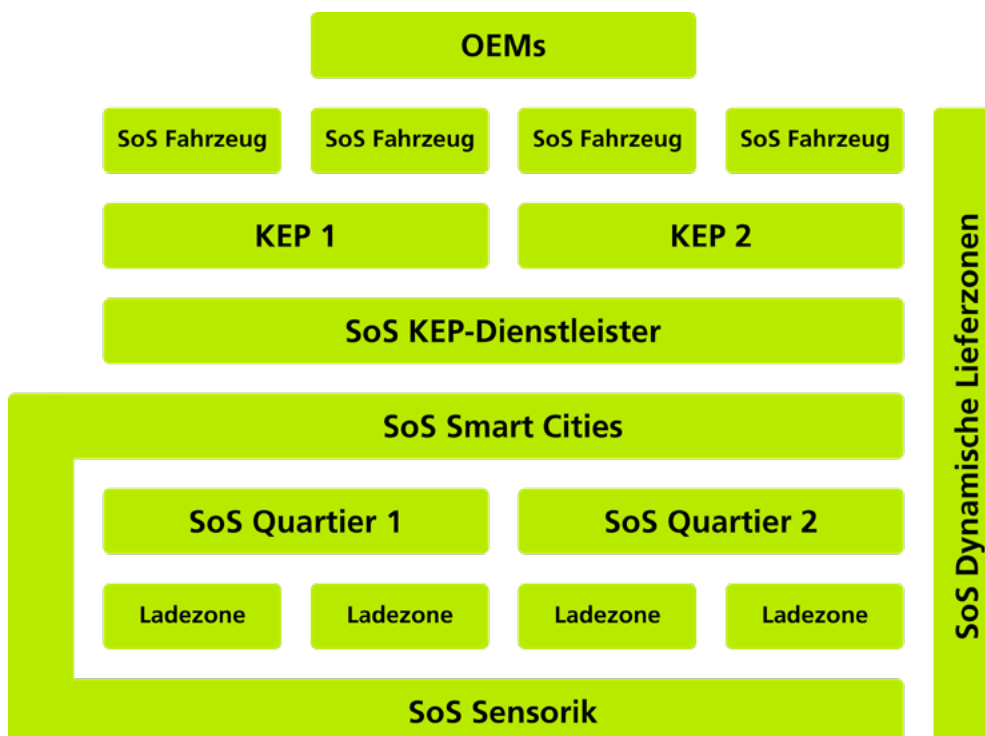 OEMs
SoS Fahrzeug
SoS Fahrzeug
SoS Fahrzeug
SoS Fahrzeug
KEP 1
KEP 2
SoS KEP-Dienstleister
SoS Smart Cities
SoS Quartier 1
SoS Quartier 2
Ladezone
Ladezone
Ladezone
Ladezone
SoS Sensorik
SoS Dynamische Lieferzonen